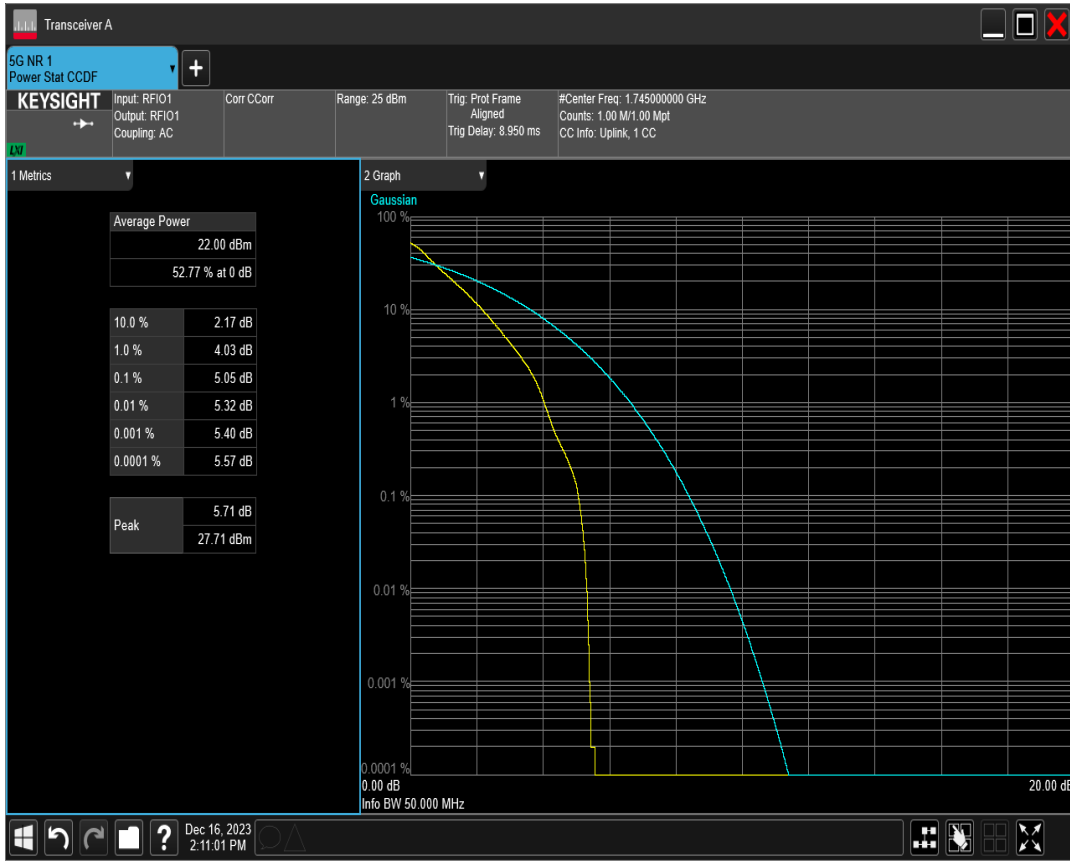 Transceiver A
5G NR 1
Power Stat CCDF
KEYSIGHT
LXI
Input: RFIO1
Output: RFIO1
Coupling: AC
Corr CCorr
Range: 25 dBm
Trig: Prot Frame
Aligned
Trig Delay: 8.950 ms
#Center Freq: 1.745000000 GHz
Counts: 1.00 M/1.00 Mpt
CC Info: Uplink, 1 CC
1 Metrics
Average Power
22.00 dBm
52.77 % at 0 dB
10.0 % 2.17 dB
1.0 % 4.03 dB
0.1 % 5.05 dB
0.01 % 5.32 dB
0.001 % 5.40 dB
0.0001 % 5.57 dB
Peak
5.71 dB
27.71 dBm
2 Graph
Gaussian
100 %
10 %
1 %
0.1 %
0.01 %
0.001 %
0.0001 %
0.00 dB 20.00 dB
Info BW 50.000 MHz
Dec 16, 2023
2:11:01 PM